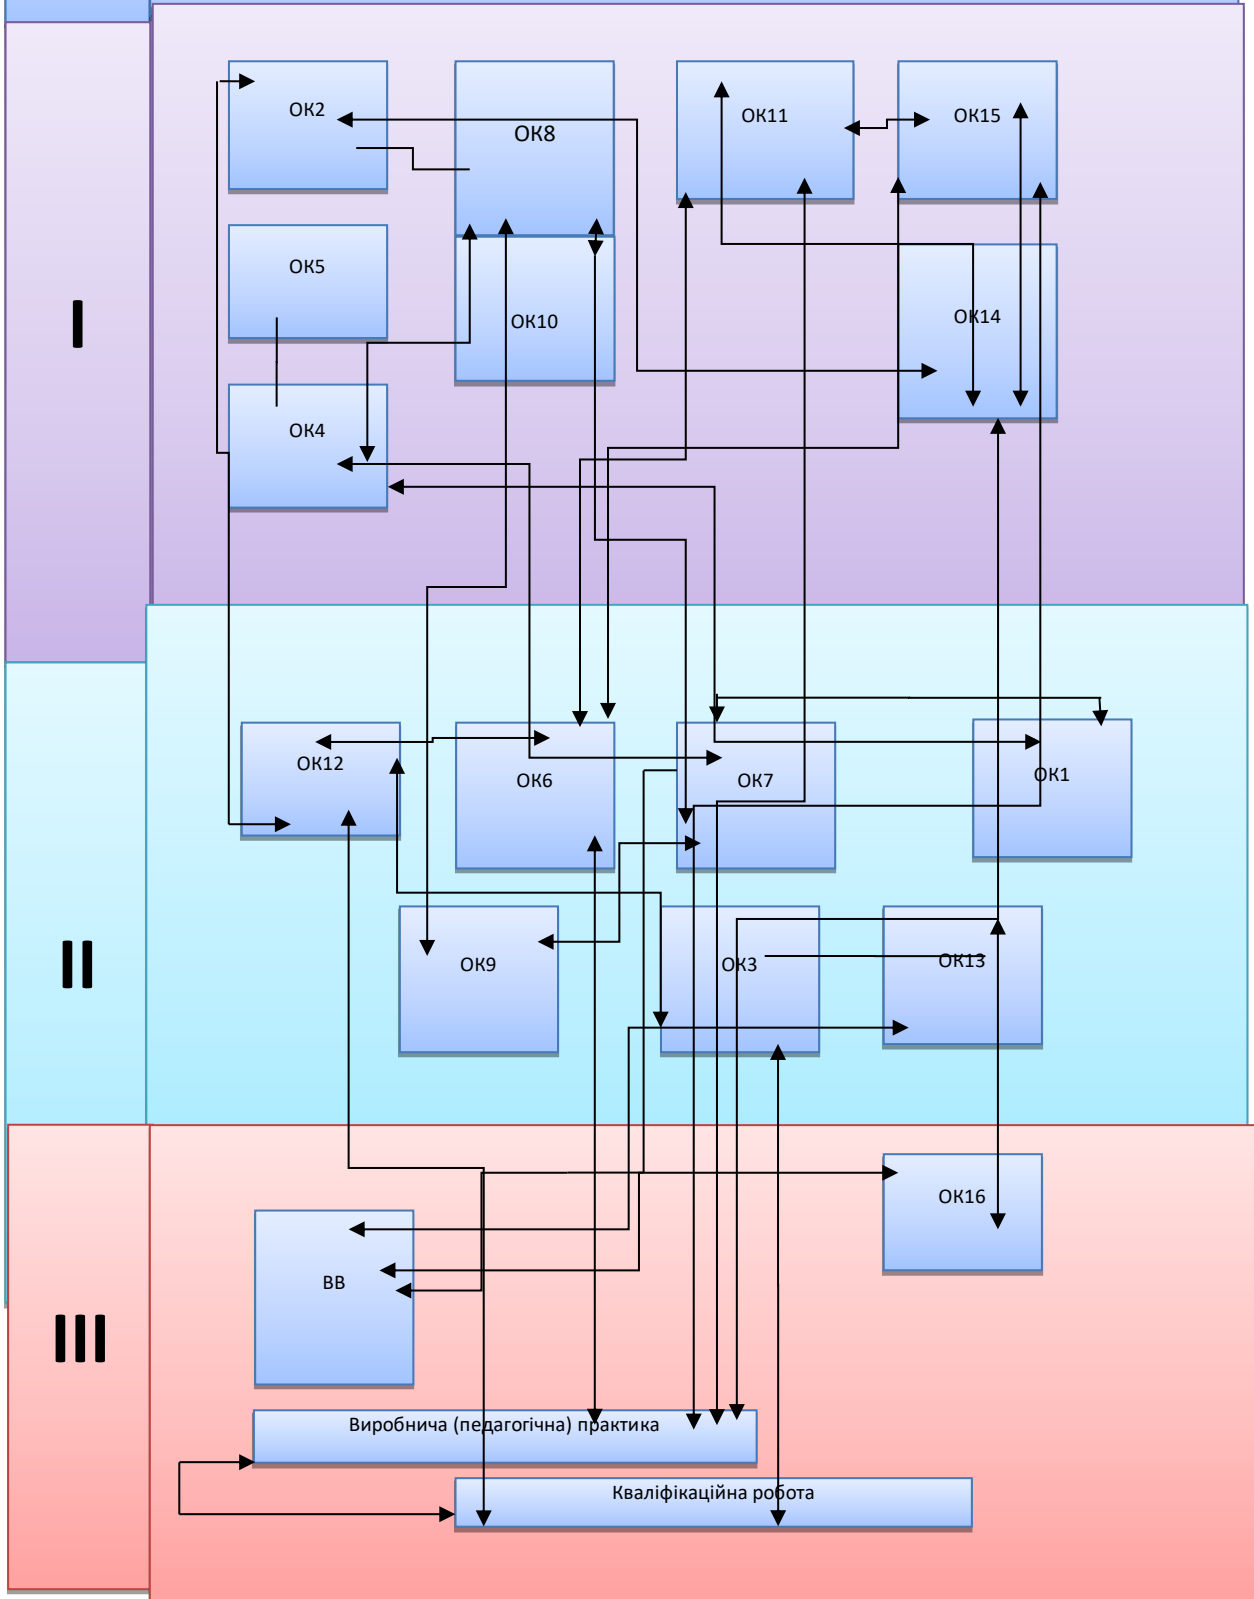 I
ОК2
ОК8
ОК11
ОК15
ОК5
ОК10
ОК14
ОК4
II
ОК12
ОК6
ОК7
ОК1
ОК9
ОК3
ОК13
III
ОК16
ВВ
Виробнича (педагогічна) практика
Кваліфікаційна робота